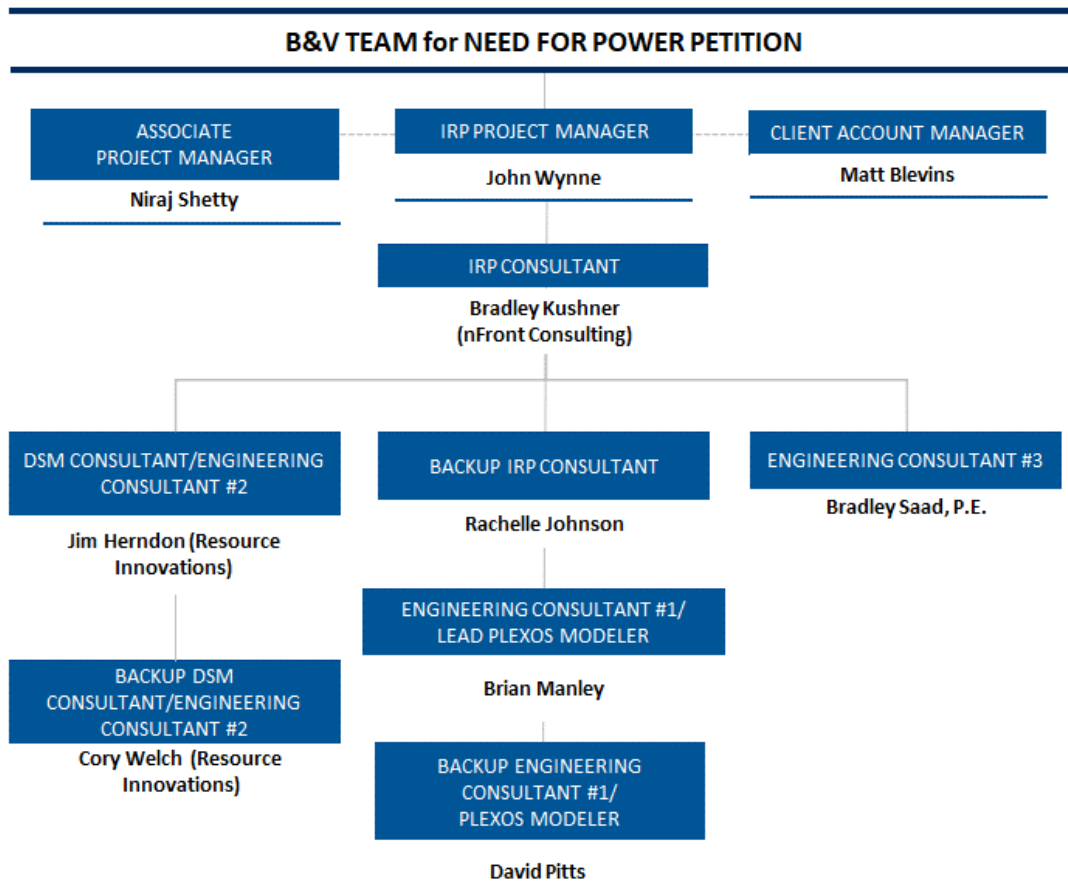 B&V TEAM for NEED FOR POWER PETITION
ASSOCIATE
PROJECT MANAGER
Niraj Shetty
IRP PROJECT MANAGER
John Wynne
CLIENT ACCOUNT MANAGER
Matt Blevins
IRP CONSULTANT
Bradley Kushner
(nFront Consulting)
DSM CONSULTANT/ENGINEERING
CONSULTANT #2
Jim Herndon (Resource
Innovations)
BACKUP IRP CONSULTANT
Rachelle Johnson
ENGINEERING CONSULTANT #3
Bradley Saad, P.E.
ENGINEERING CONSULTANT #1/
LEAD PLEXOS MODELER
Brian Manley
BACKUP DSM
CONSULTANT/ENGINEERING
CONSULTANT #2
Cory Welch (Resource
Innovations)
BACKUP ENGINEERING
CONSULTANT #1/
PLEXOS MODELER
David Pitts